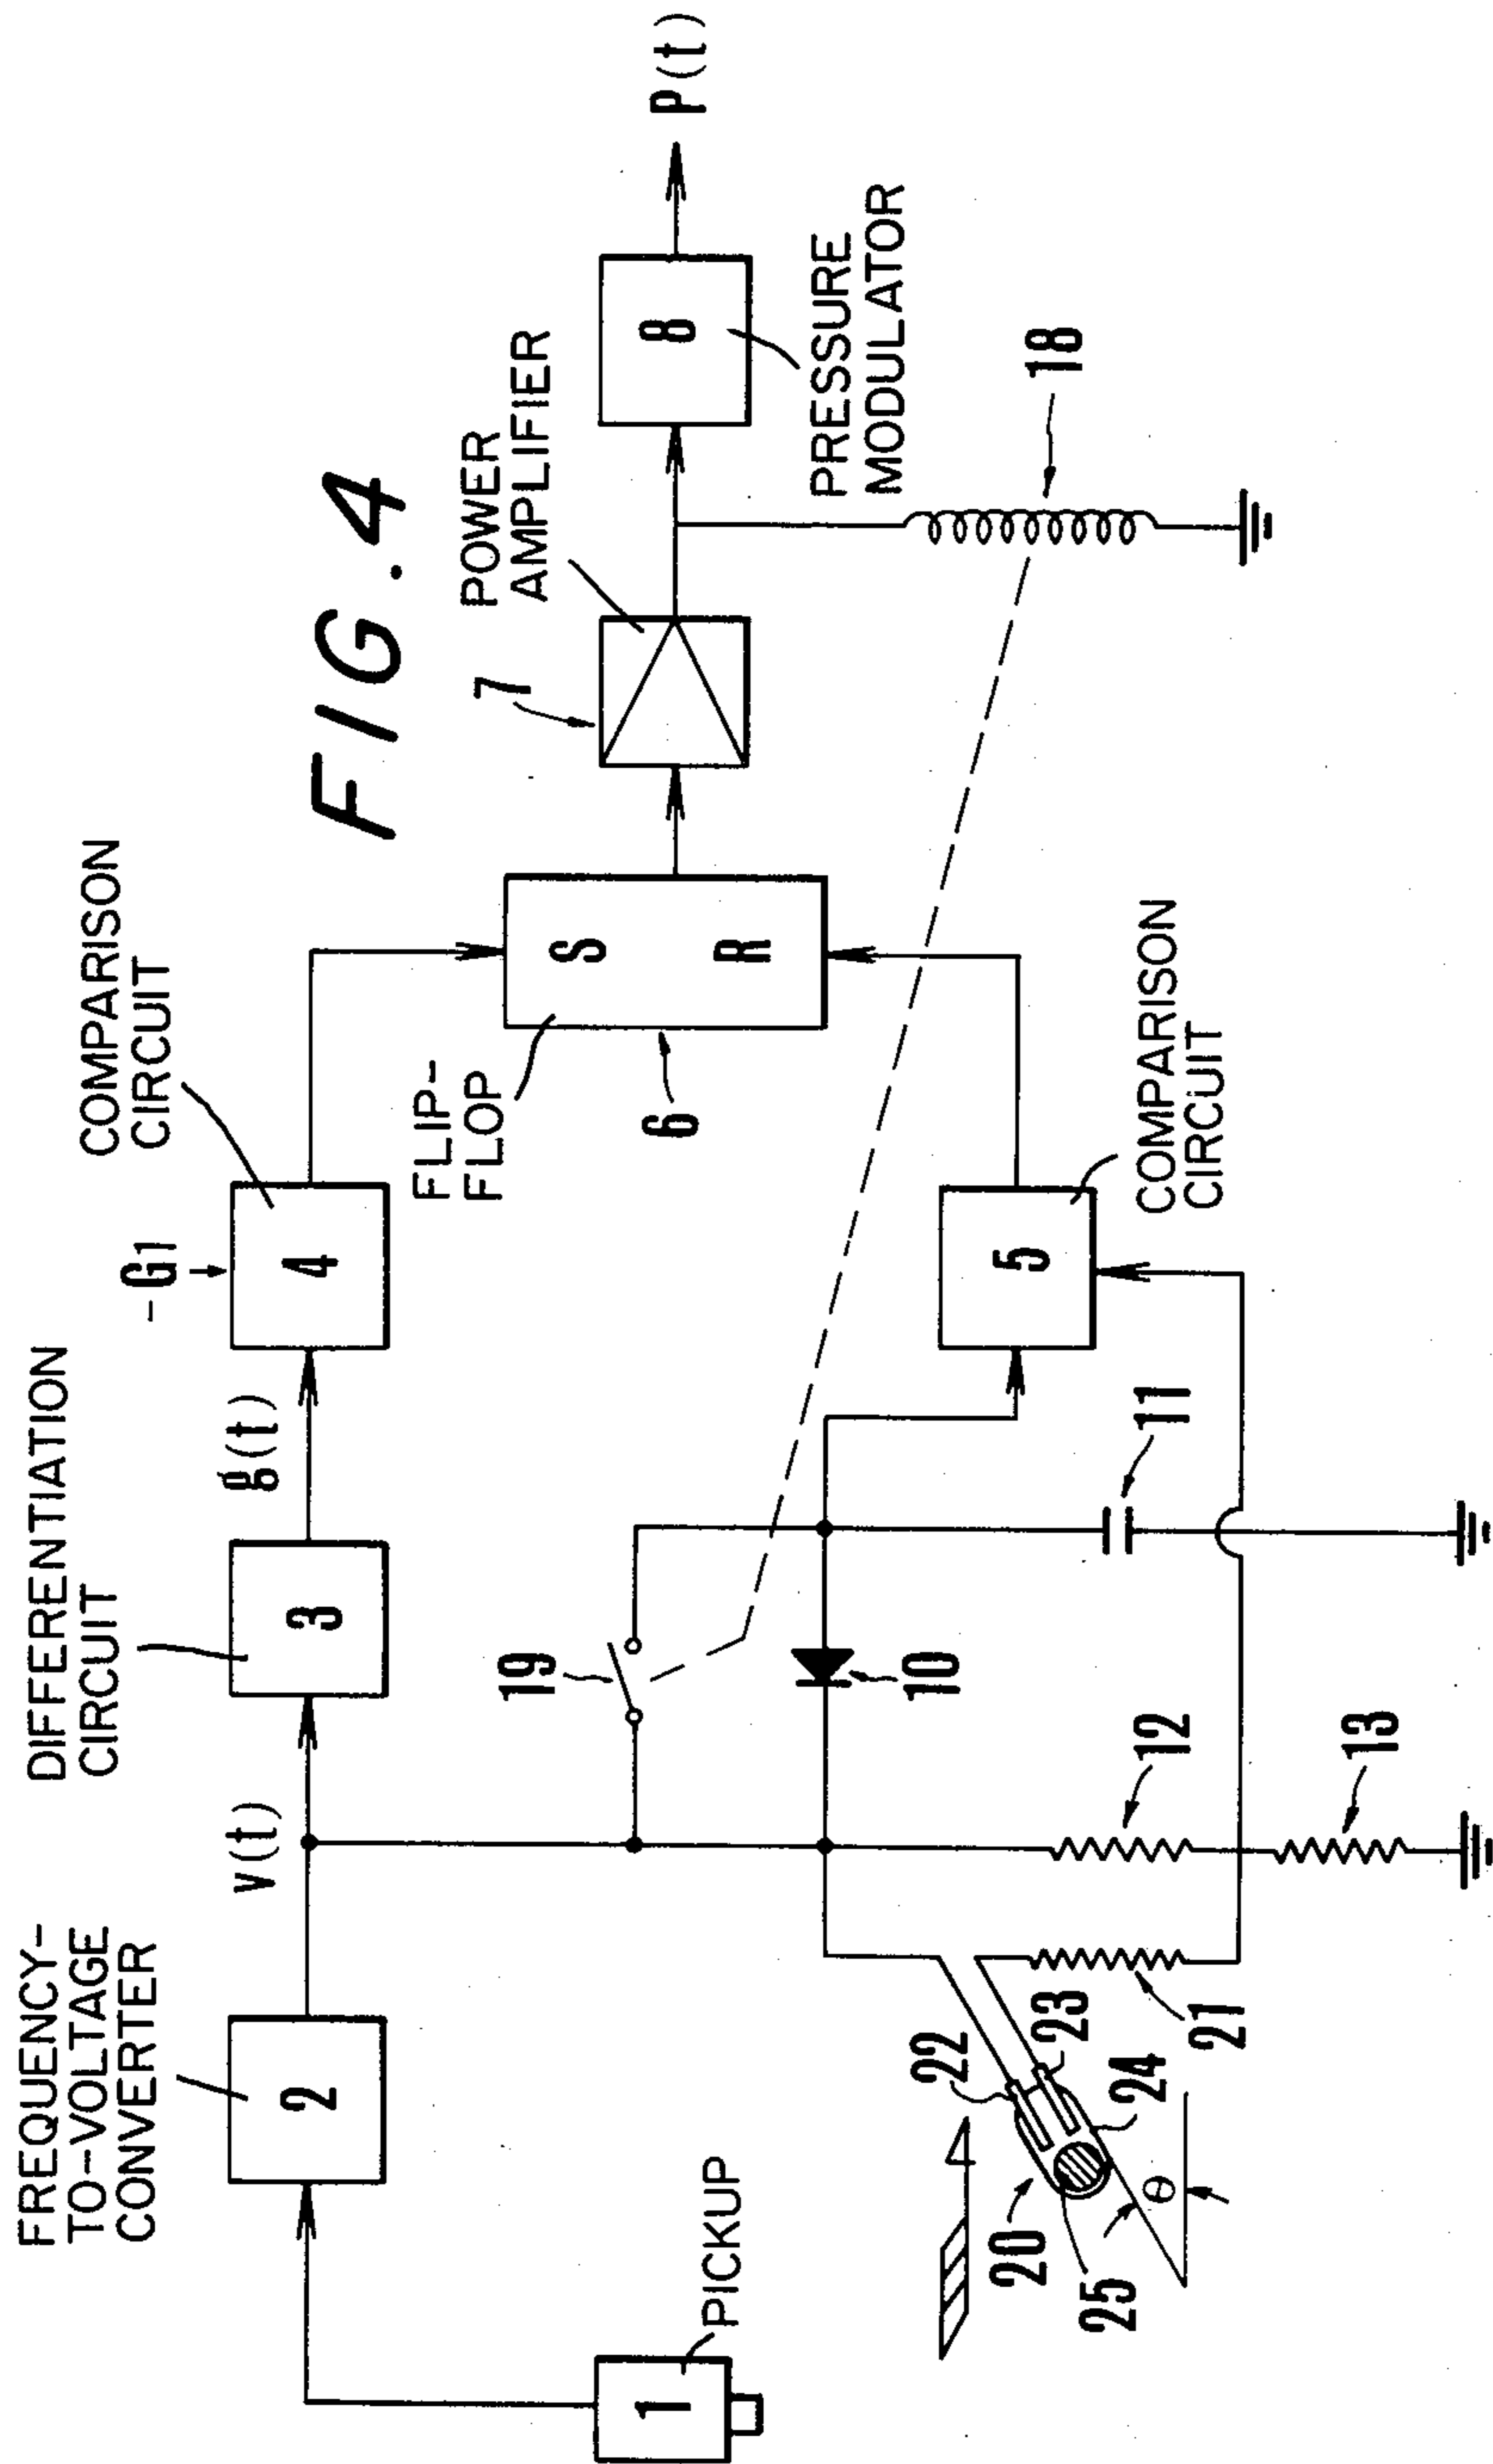 FIG. 4
FREQUENCY-
TO-VOLTAGE
CONVERTER
2
v(t)
DIFFERENTIATION
CIRCUIT
3
g(t)
-G1
4
COMPARISON
CIRCUIT
FLIP-
FLOP
S
R
6
7
POWER
AMPLIFIER
8
PRESSURE
MODULATOR
P(t)
18
1
PICKUP
19
10
11
12
13
5
COMPARISON
CIRCUIT
20
21
22
23
24
25
θ